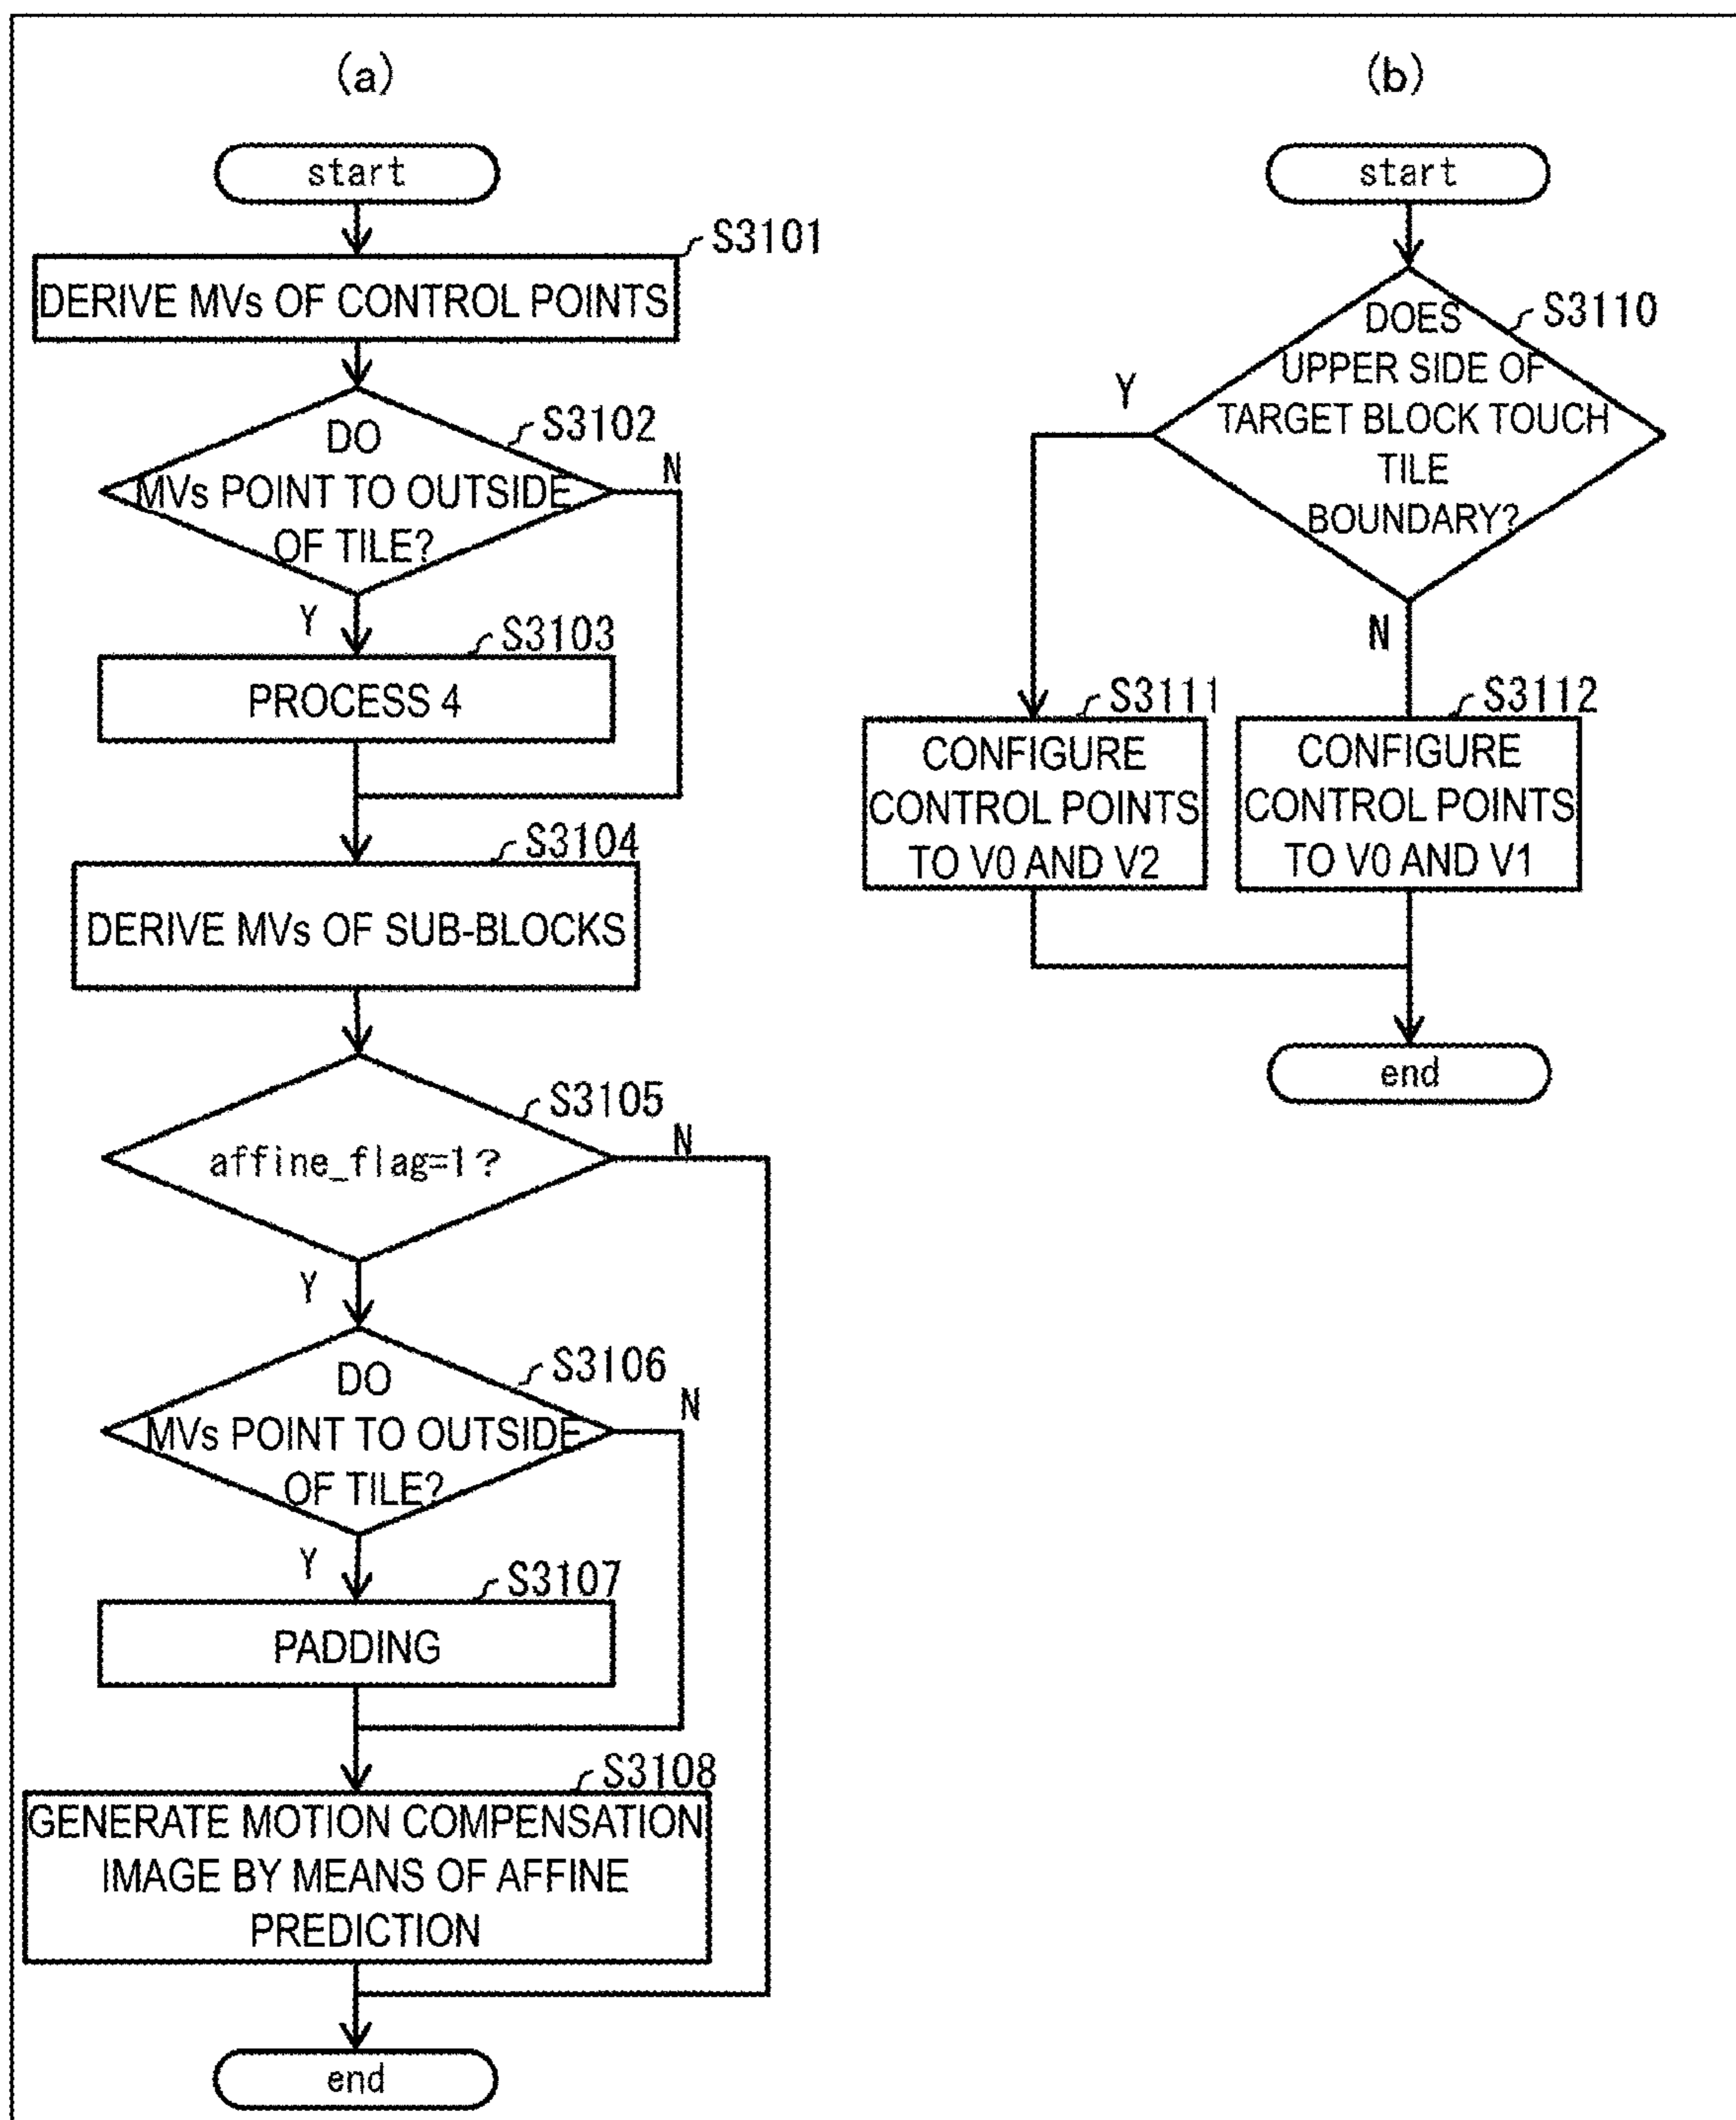 (a)
start
S3101
DERIVE MVs OF CONTROL POINTS
S3102
DO
MVs POINT TO OUTSIDE
OF TILE?
N
Y
S3103
PROCESS 4
S3104
DERIVE MVs OF SUB-BLOCKS
S3105
affine_flag=1?
N
Y
S3106
DO
MVs POINT TO OUTSIDE
OF TILE?
N
Y
S3107
PADDING
S3108
GENERATE MOTION COMPENSATION
IMAGE BY MEANS OF AFFINE
PREDICTION
end
(b)
start
S3110
DOES
UPPER SIDE OF
TARGET BLOCK TOUCH
TILE
BOUNDARY?
Y
N
S3111
CONFIGURE
CONTROL POINTS
TO V0 AND V2
S3112
CONFIGURE
CONTROL POINTS
TO V0 AND V1
end